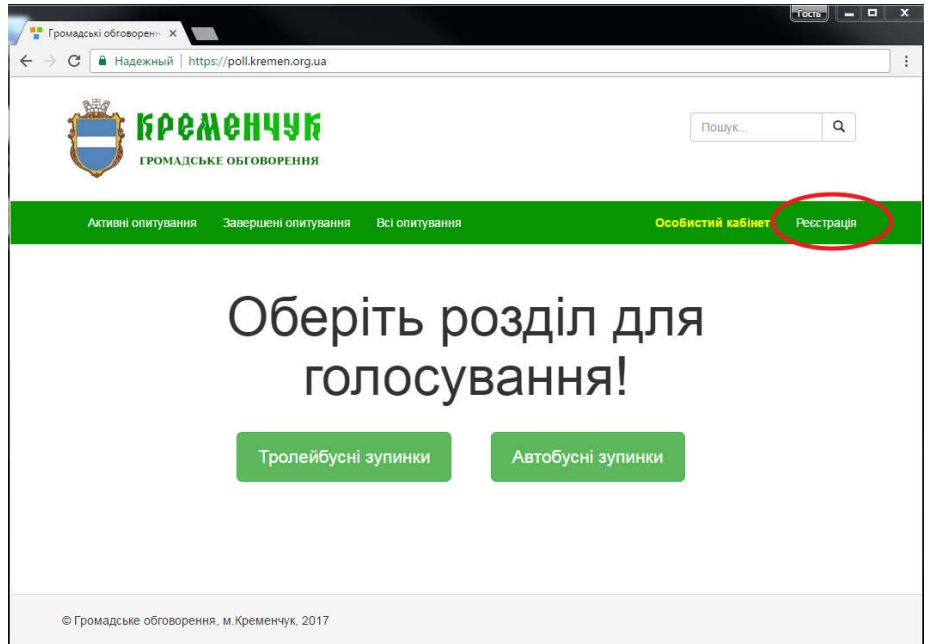 Гость
Громадські обговоренн
Надежный | https://poll.kremen.org.ua
КРЕМЕНЧУК
ГРОМАДСЬКЕ ОБГОВОРЕННЯ
Пошук...
Активні опитування Завершені опитування Всі опитування Особистий кабінет Реєстрація
Оберіть розділ для
голосування!
Тролейбусні зупинки Автобусні зупинки
© Громадське обговорення, м.Кременчук, 2017